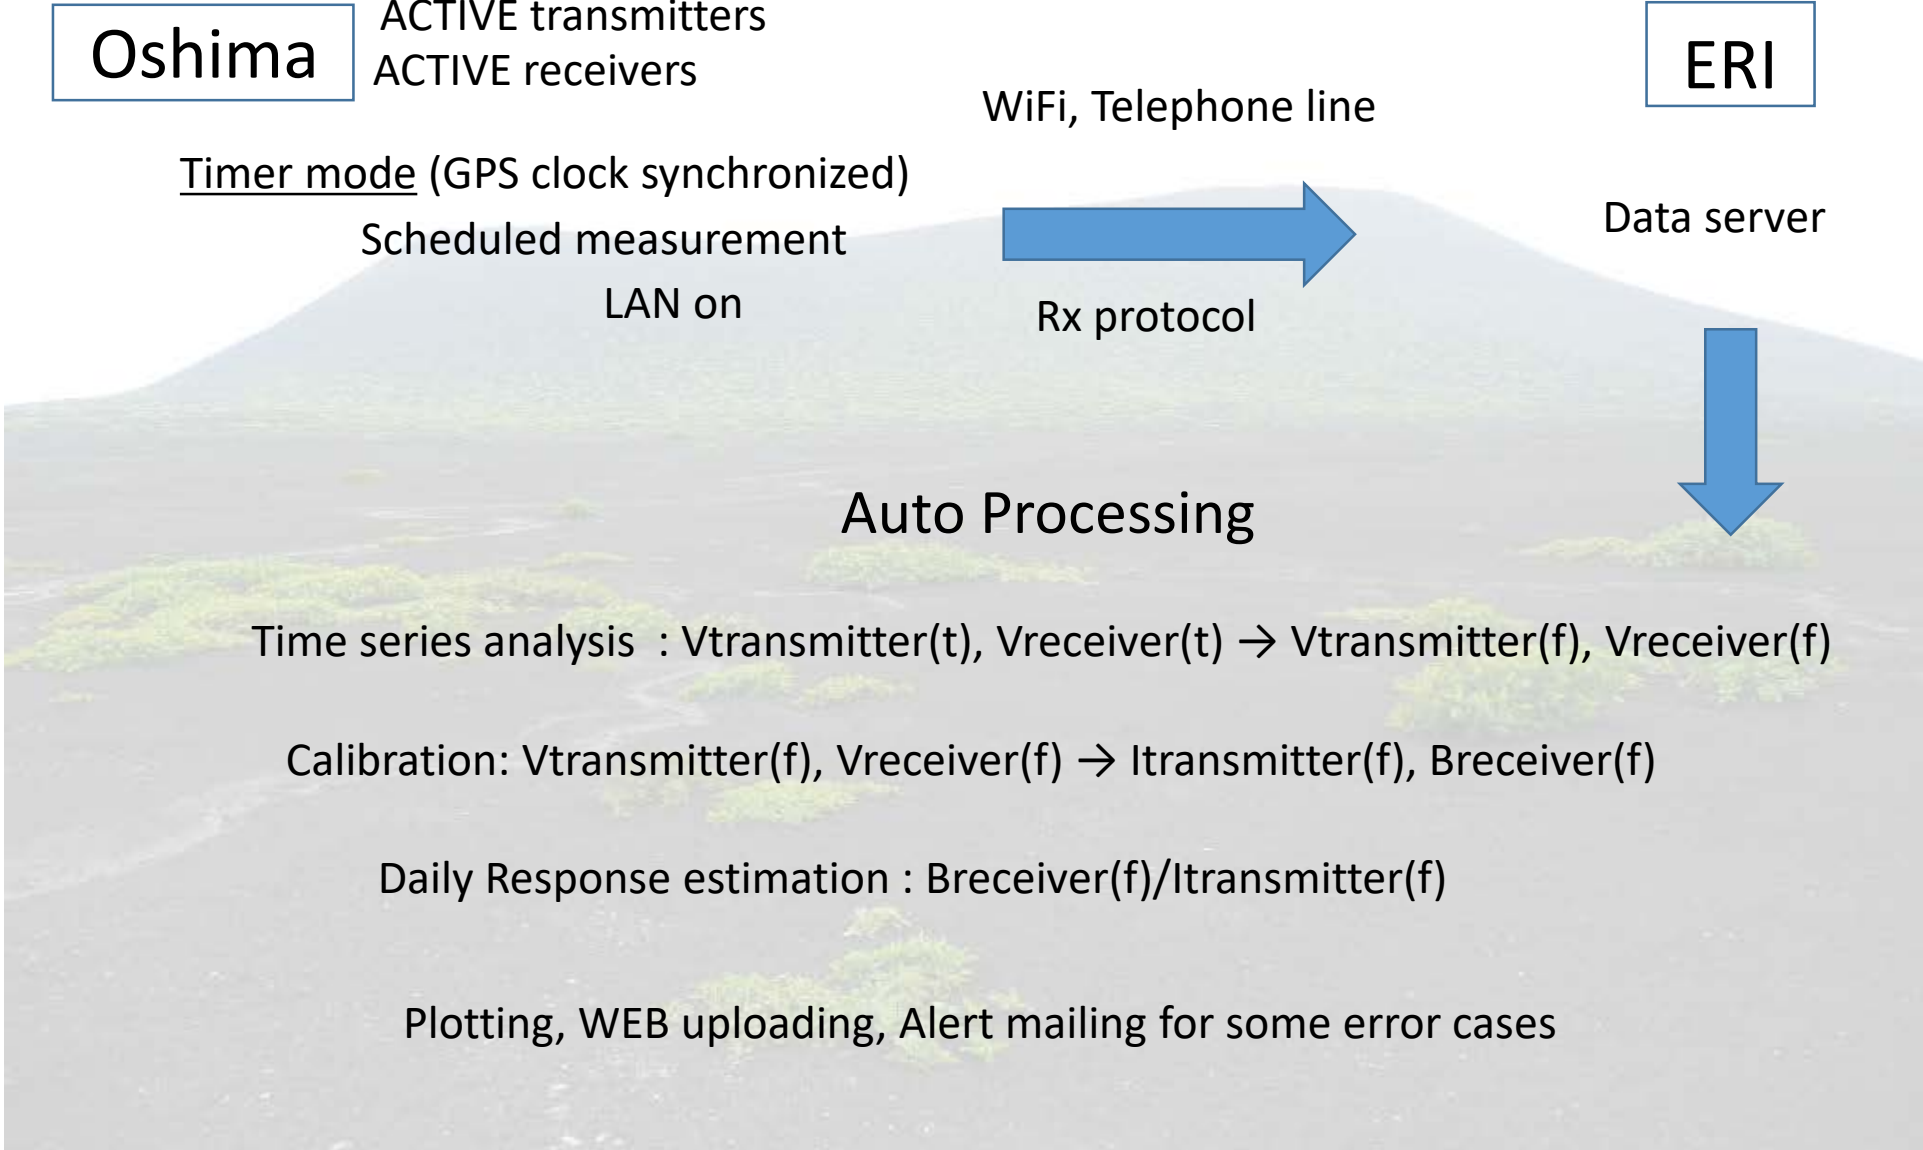 Oshima
ACTIVE transmitters
ACTIVE receivers
ERI
WiFi, Telephone line
Timer mode (GPS clock synchronized)
Scheduled measurement
LAN on
Rx protocol
Data server
Auto Processing
Time series analysis : Vtransmitter(t), Vreceiver(t) → Vtransmitter(f), Vreceiver(f)
Calibration: Vtransmitter(f), Vreceiver(f) → Itransmitter(f), Breceiver(f)
Daily Response estimation : Breceiver(f)/Itransmitter(f)
Plotting, WEB uploading, Alert mailing for some error cases